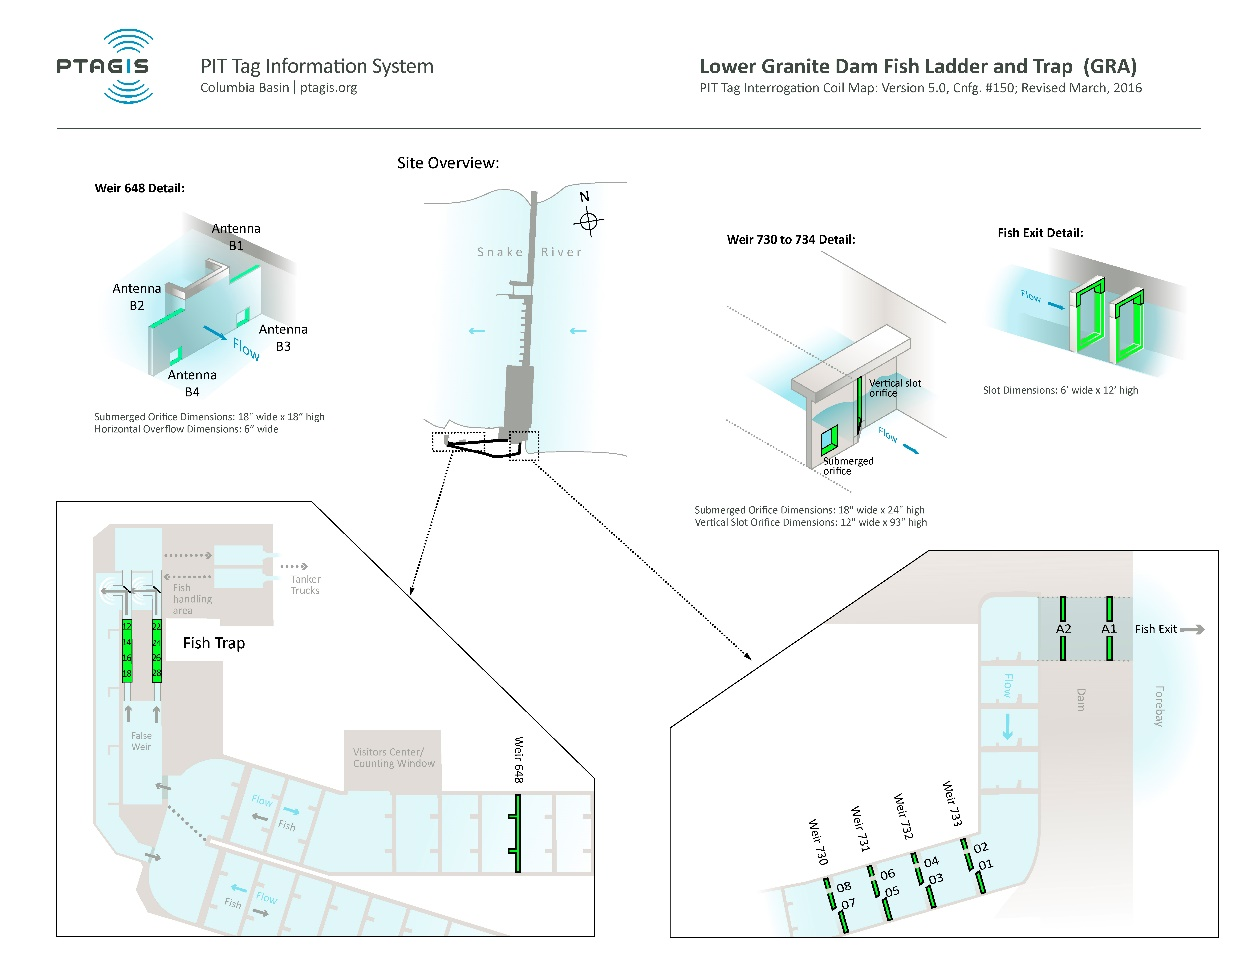 PTAGIS
PIT Tag Information System
Columbia Basin | ptagis.org
Lower Granite Dam Fish Ladder and Trap (GRA)
PIT Tag Interrogation Coil Map: Version 5.0, Cnfg. #150; Revised March, 2016
Site Overview:
N
Snake River
Weir 648 Detail:
Antenna
B1
Antenna
B2
Antenna
B3
Antenna
B4
Flow
Submerged Orifice Dimensions: 18" wide x 18" high
Horizontal Overflow Dimensions: 6" wide
Weir 730 to 734 Detail:
Vertical slot
orifice
Flow
Submerged
orifice
Submerged Orifice Dimensions: 18" wide x 24" high
Vertical Slot Orifice Dimensions: 12" wide x 93" high
Fish Exit Detail:
Flow
Slot Dimensions: 6' wide x 12' high
Tanker
Trucks
Fish
handling
area
12
14
16
18
22
24
26
28
Fish Trap
False
Weir
Visitors Center/
Counting Window
Weir 648
Flow
Fish
Flow
Fish
A2
A1
Fish Exit
Flow
Dam
Forebay
Weir 733
Weir 732
Weir 731
Weir 730
02
01
04
03
06
05
08
07